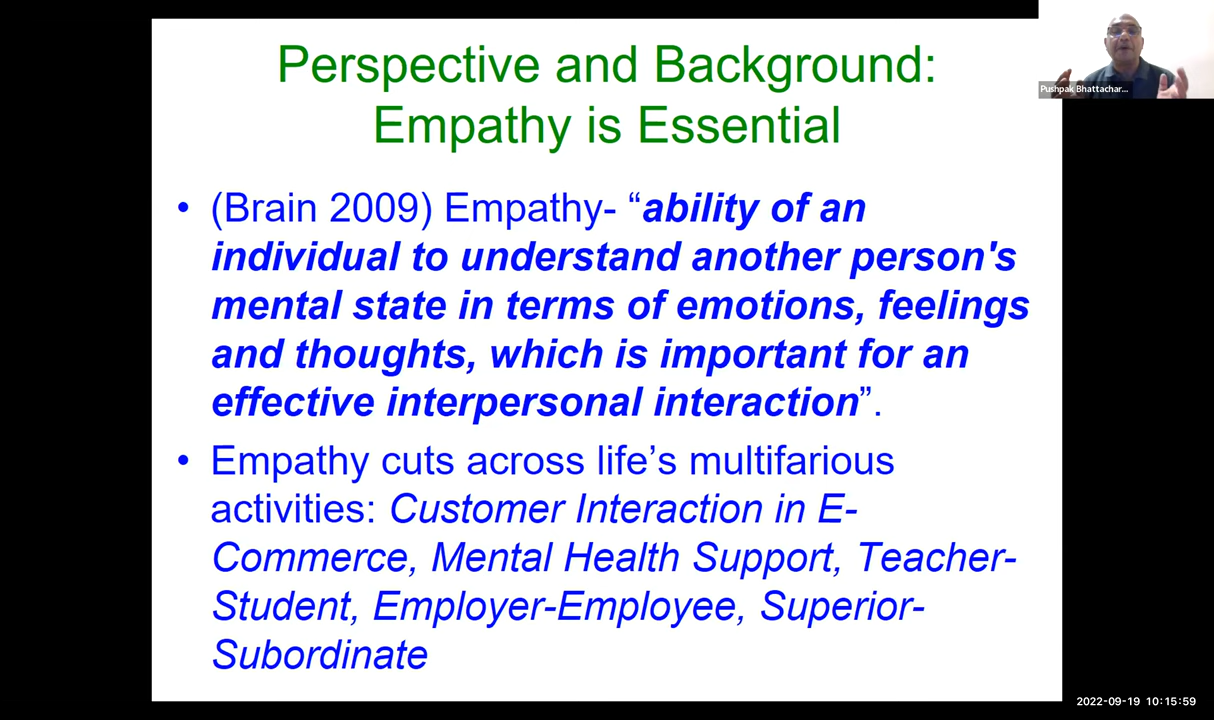 Perspective and Background:
Empathy is Essential
Pushpak Bhattachar...
• (Brain 2009) Empathy- “ability of an
individual to understand another person's
mental state in terms of emotions, feelings
and thoughts, which is important for an
effective interpersonal interaction”.
• Empathy cuts across life’s multifarious
activities: Customer Interaction in E-
Commerce, Mental Health Support, Teacher-
Student, Employer-Employee, Superior-
Subordinate
2022-09-19 10:15:59